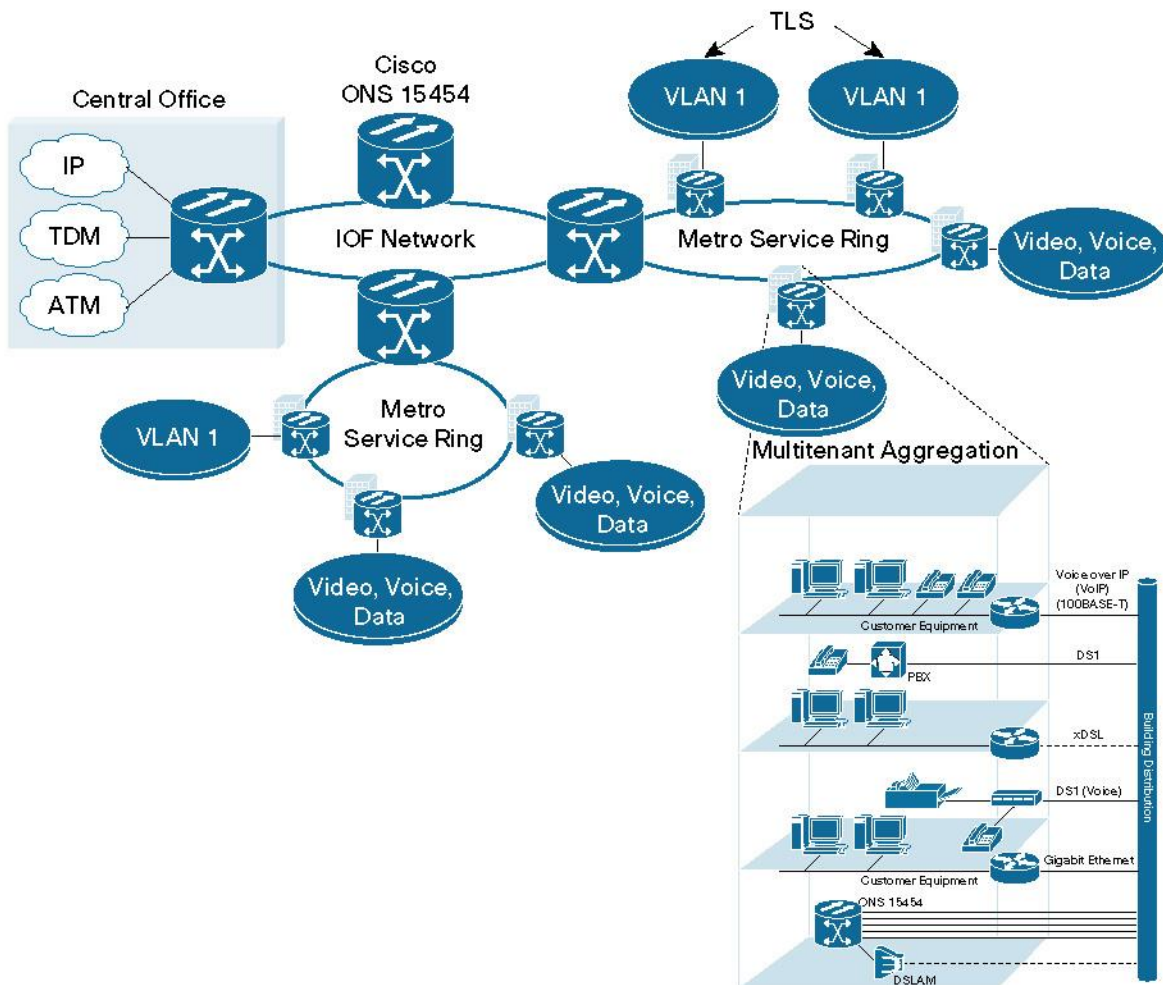 TLS
Cisco
ONS 15454
VLAN 1
VLAN 1
Central Office
IP
TDM
ATM
IOF Network
Metro Service Ring
Video, Voice,
Data
Video, Voice,
Data
VLAN 1
Metro
Service Ring
Video, Voice,
Data
Video, Voice,
Data
Multitenant Aggregation
Voice over IP
(VoIP)
(100BASE-T)
Customer Equipment
DS1
PBX
xDSL
Building Distribution
DS1 (Voice)
Gigabit Ethernet
Customer Equipment
ONS 15454
DSLAM